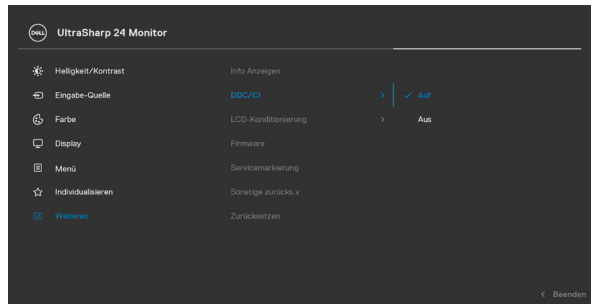 DELL UltraSharp 24 Monitor
Helligkeit/Kontrast Info Anzeigen
Eingabe-Quelle DDC/CI > Auf
Farbe LCD-Konditionierung > Aus
Display Firmware
Menü Servicemarkierung
Individualisieren Sonstige zurücks.v
Weiteres Zurücksetzen
< Beenden